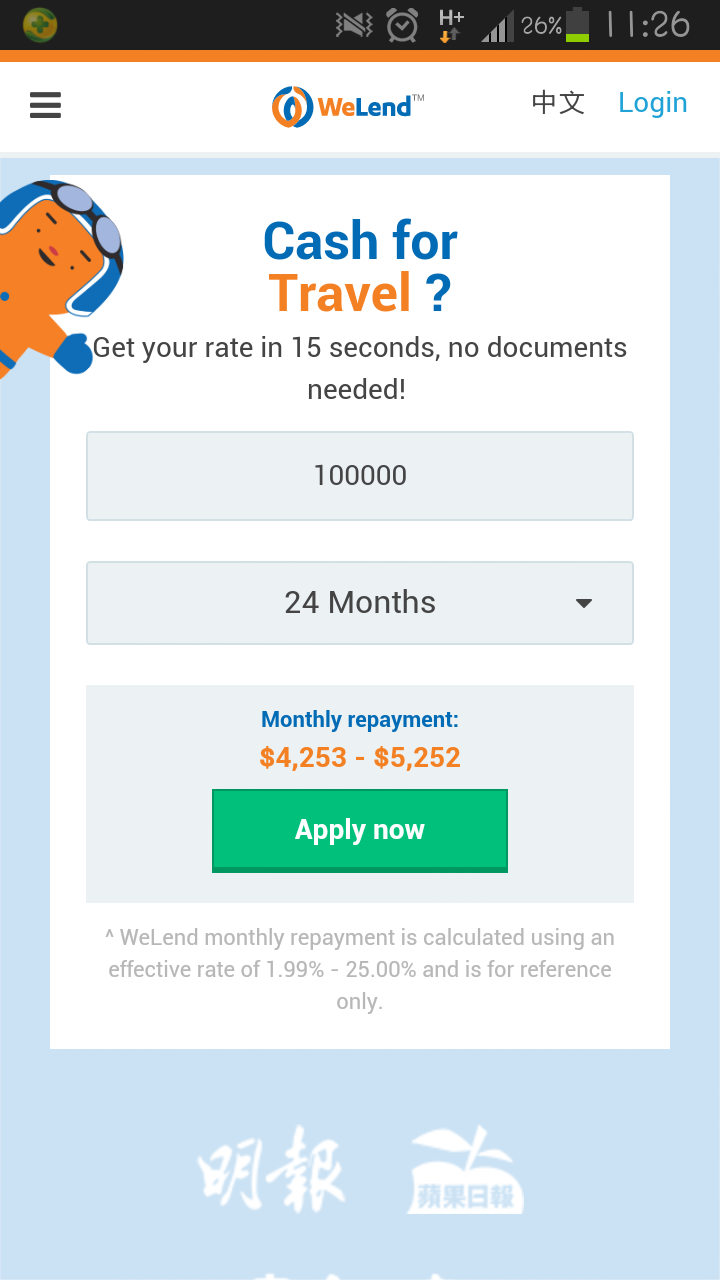 H+ 26% 11:26
WeLend™ 中文 Login
Cash for
Travel ?
Get your rate in 15 seconds, no documents
needed!
100000
24 Months
Monthly repayment:
$4,253 - $5,252
Apply now
^ WeLend monthly repayment is calculated using an
effective rate of 1.99% - 25.00% and is for reference
only.
明報 蘋果日報